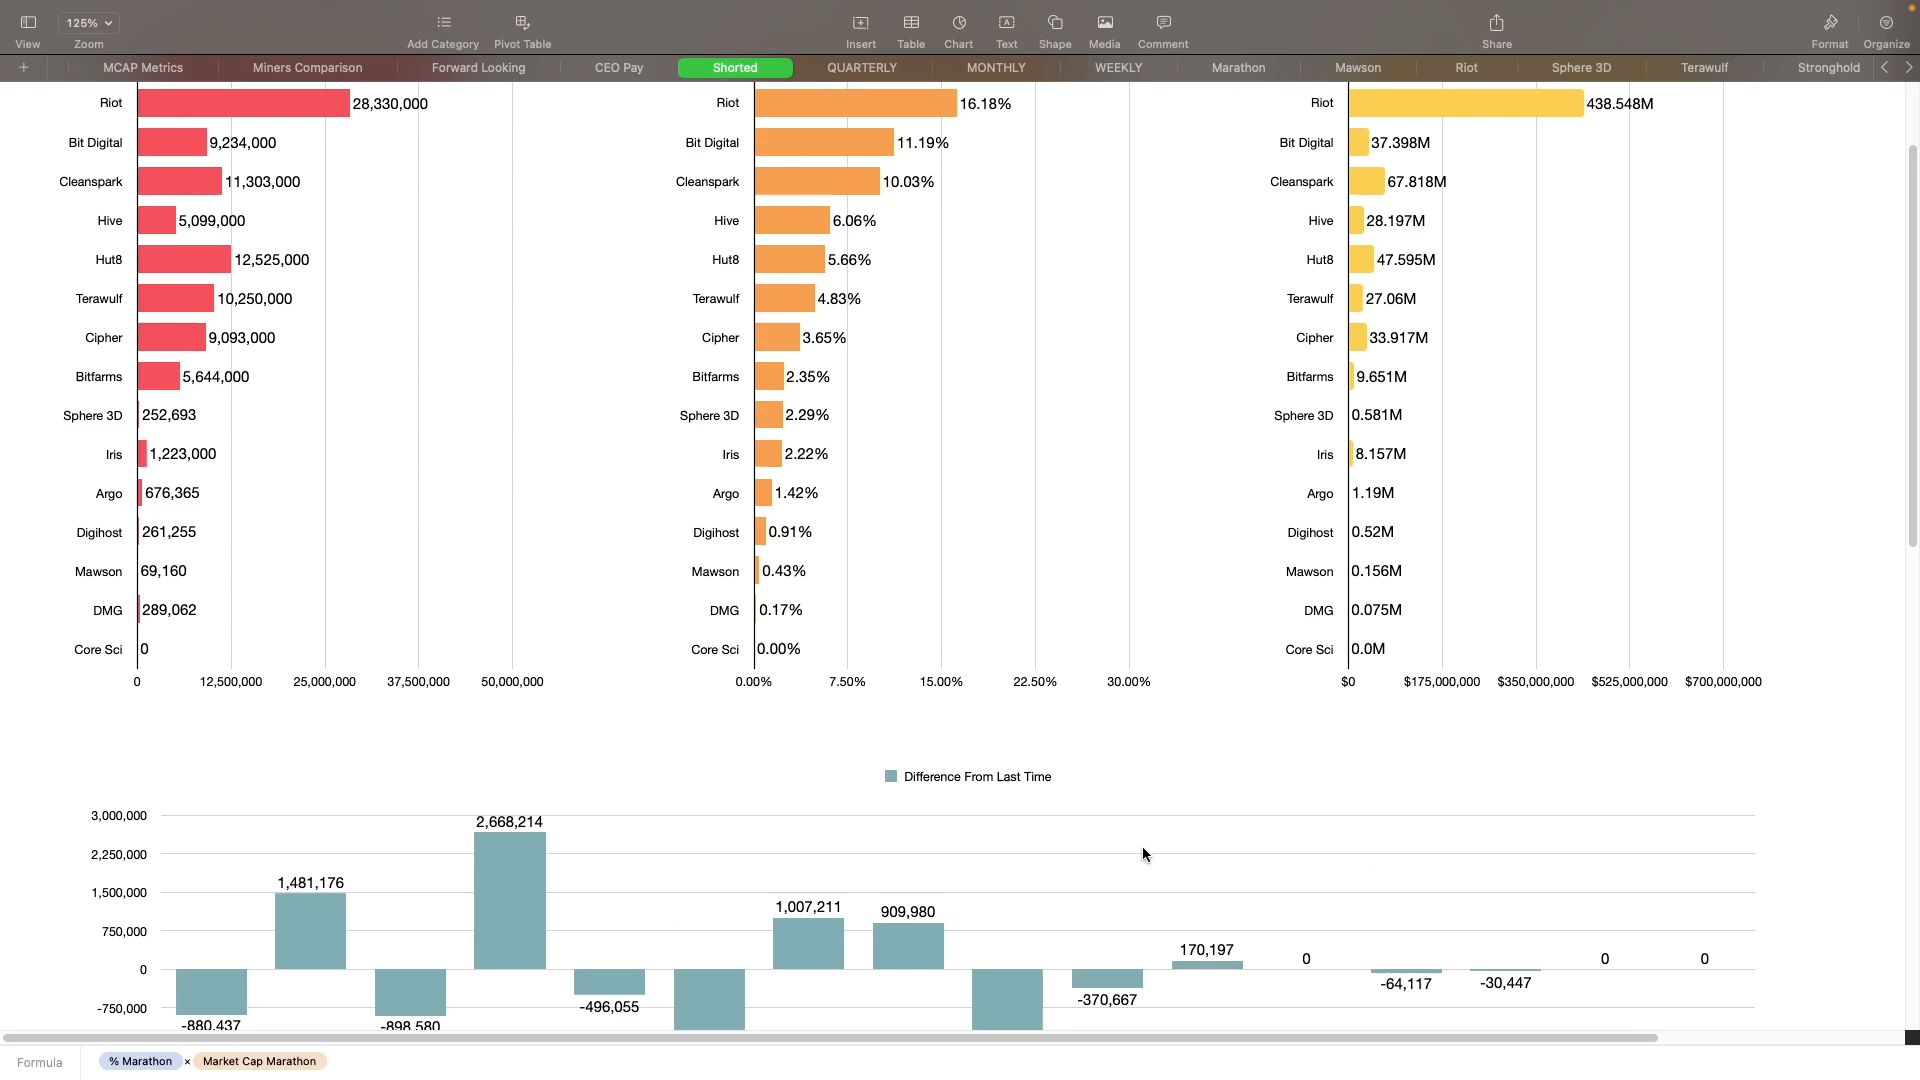 125%
View
Zoom
Add Category
Pivot Table
Insert
Table
Chart
Text
Shape
Media
Comment
Share
Format
Organize
MCAP Metrics
Miners Comparison
Forward Looking
CEO Pay
Shorted
QUARTERLY
MONTHLY
WEEKLY
Marathon
Mawson
Riot
Sphere 3D
Terawulf
Stronghold
Riot 28,330,000
Bit Digital 9,234,000
Cleanspark 11,303,000
Hive 5,099,000
Hut8 12,525,000
Terawulf 10,250,000
Cipher 9,093,000
Bitfarms 5,644,000
Sphere 3D 252,693
Iris 1,223,000
Argo 676,365
Digihost 261,255
Mawson 69,160
DMG 289,062
Core Sci 0
0 12,500,000 25,000,000 37,500,000 50,000,000
Riot 16.18%
Bit Digital 11.19%
Cleanspark 10.03%
Hive 6.06%
Hut8 5.66%
Terawulf 4.83%
Cipher 3.65%
Bitfarms 2.35%
Sphere 3D 2.29%
Iris 2.22%
Argo 1.42%
Digihost 0.91%
Mawson 0.43%
DMG 0.17%
Core Sci 0.00%
0.00% 7.50% 15.00% 22.50% 30.00%
Riot 438.548M
Bit Digital 37.398M
Cleanspark 67.818M
Hive 28.197M
Hut8 47.595M
Terawulf 27.06M
Cipher 33.917M
Bitfarms 9.651M
Sphere 3D 0.581M
Iris 8.157M
Argo 1.19M
Digihost 0.52M
Mawson 0.156M
DMG 0.075M
Core Sci 0.0M
$0 $175,000,000 $350,000,000 $525,000,000 $700,000,000
Difference From Last Time
3,000,000
2,250,000
1,500,000
750,000
0
-750,000
-880,437
1,481,176
-898,580
2,668,214
-496,055
1,007,211
909,980
-370,667
170,197
0
-64,117
-30,447
0
0
Formula
% Marathon × Market Cap Marathon